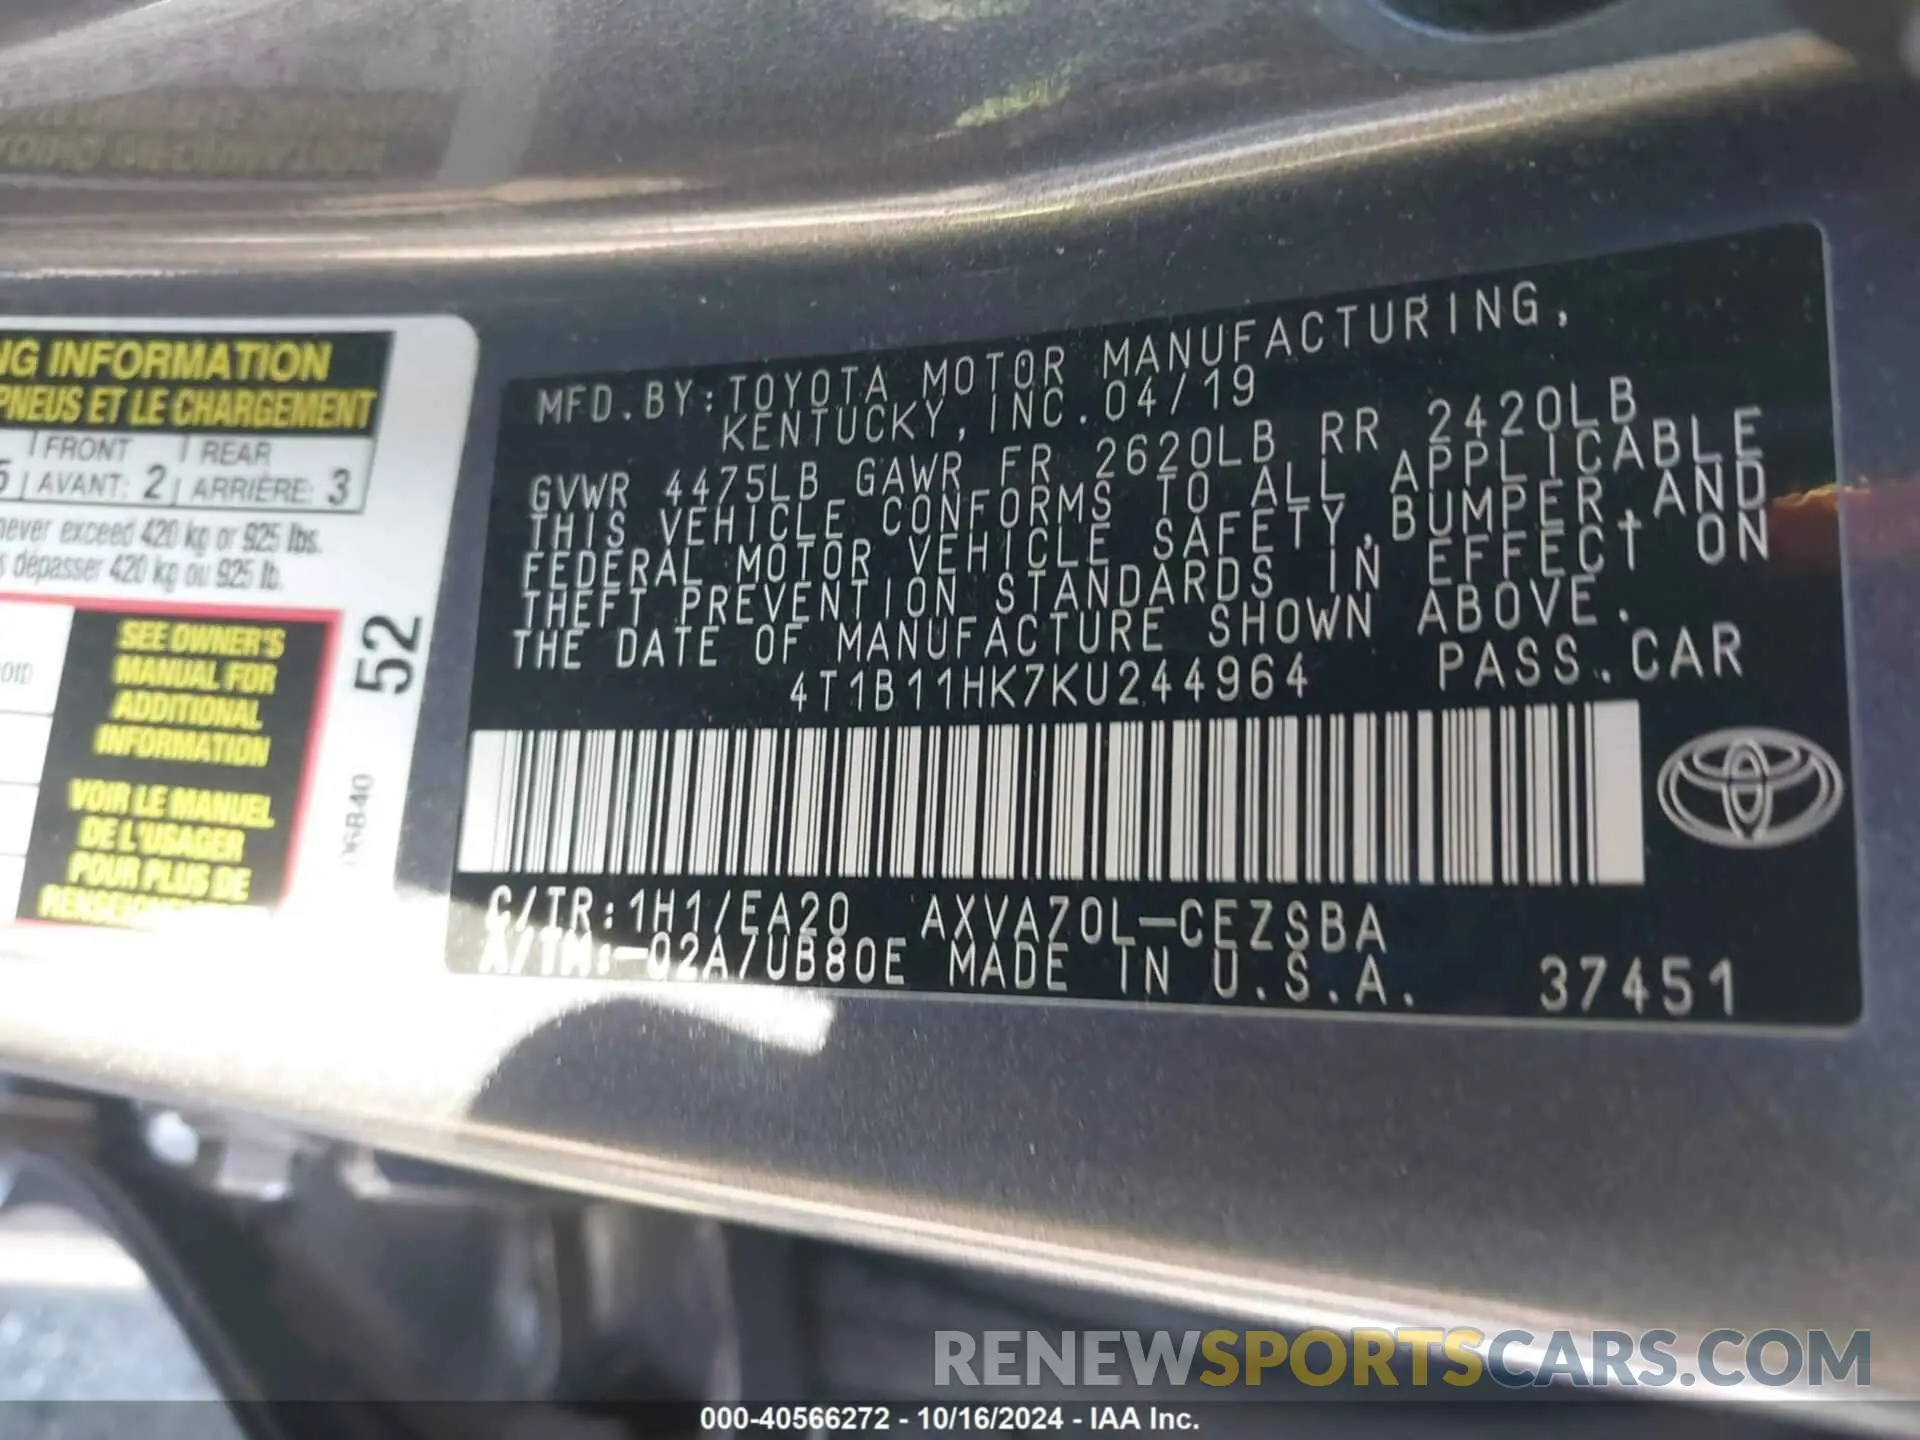 NG INFORMATION
PNEUS ET LE CHARGEMENT
5 | FRONT | REAR
AVANT: 2 | ARRIÈRE: 3
never exceed 420 kg or 925 lbs.
dépasser 420 kg ou 925 lb.
SEE OWNER'S
MANUAL FOR
ADDITIONAL
INFORMATION
VOIR LE MANUEL
DE L'USAGER
POUR PLUS DE
52
06B40
MFD.BY:TOYOTA MOTOR MANUFACTURING,
KENTUCKY,INC.04/19
GVWR 4475LB GAWR FR 2620LB RR 2420LB
THIS VEHICLE CONFORMS TO ALL APPLICABLE
FEDERAL MOTOR VEHICLE SAFETY,BUMPER,AND
THEFT PREVENTION STANDARDS IN EFFECT ON
THE DATE OF MANUFACTURE SHOWN ABOVE.
4T1B11HK7KU244964 PASS.CAR
C/TR:1H1/EA20 AXVA70L-CEZSBA
A/TM:-02A/UB80E MADE IN U.S.A. 37451
RENEWSPORTSCARS.COM
000-40566272 - 10/16/2024 - IAA Inc.